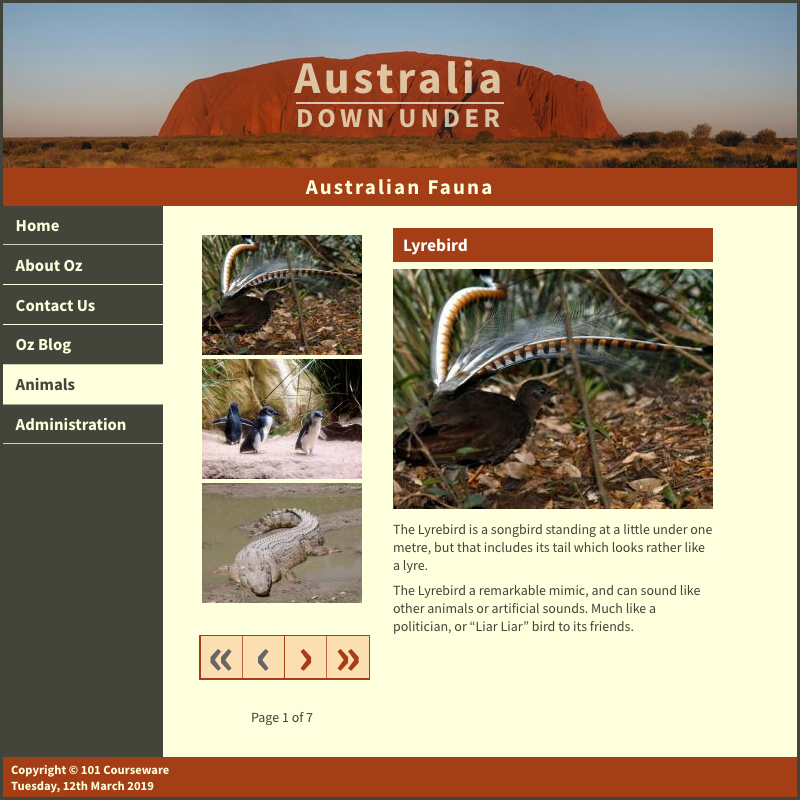 Australia
DOWN UNDER
Australian Fauna
Home
About Oz
Contact Us
Oz Blog
Animals
Administration
Lyrebird
The Lyrebird is a songbird standing at a little under one
metre, but that includes its tail which looks rather like
a lyre.
The Lyrebird a remarkable mimic, and can sound like
other animals or artificial sounds. Much like a
politician, or “Liar Liar” bird to its friends.
Page 1 of 7
Copyright © 101 Courseware
Tuesday, 12th March 2019